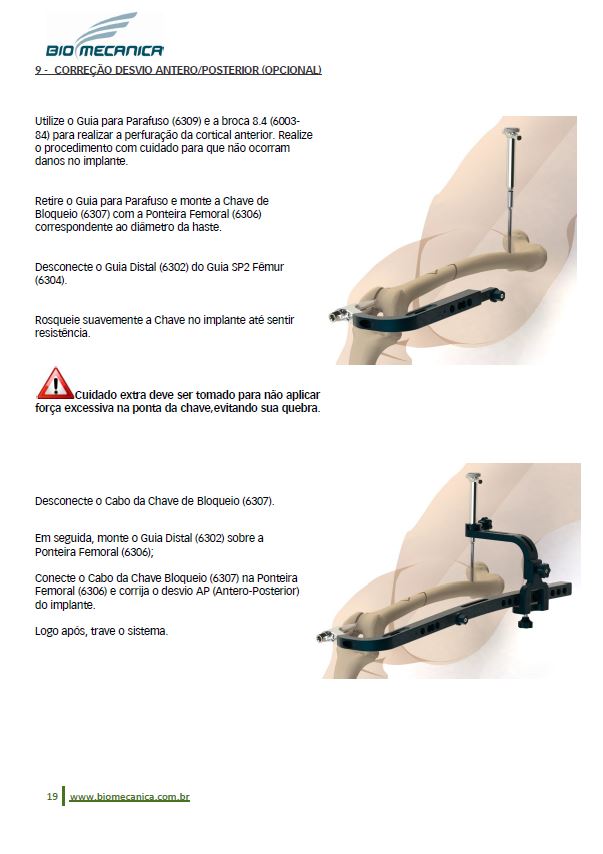 BIOMECANICA
9 - CORREÇÃO DESVIO ANTERO/POSTERIOR (OPCIONAL)
Utilize o Guia para Parafuso (6309) e a broca 8.4 (6003-
84) para realizar a perfuração da cortical anterior. Realize
o procedimento com cuidado para que não ocorram
danos no implante.
Retire o Guia para Parafuso e monte a Chave de
Bloqueio (6307) com a Ponteira Femoral (6306)
correspondente ao diâmetro da haste.
Desconecte o Guia Distal (6302) do Guia SP2 Fêmur
(6304).
Rosqueie suavemente a Chave no implante até sentir
resistência.
.Cuidado extra deve ser tomado para não aplicar
força excessiva na ponta da chave,evitando sua quebra.
Desconecte o Cabo da Chave de Bloqueio (6307).
Em seguida, monte o Guia Distal (6302) sobre a
Ponteira Femoral (6306);
Conecte o Cabo da Chave Bloqueio (6307) na Ponteira
Femoral (6306) e corrija o desvio AP (Antero-Posterior)
do implante.
Logo após, trave o sistema.
19 www.biomecanica.com.br